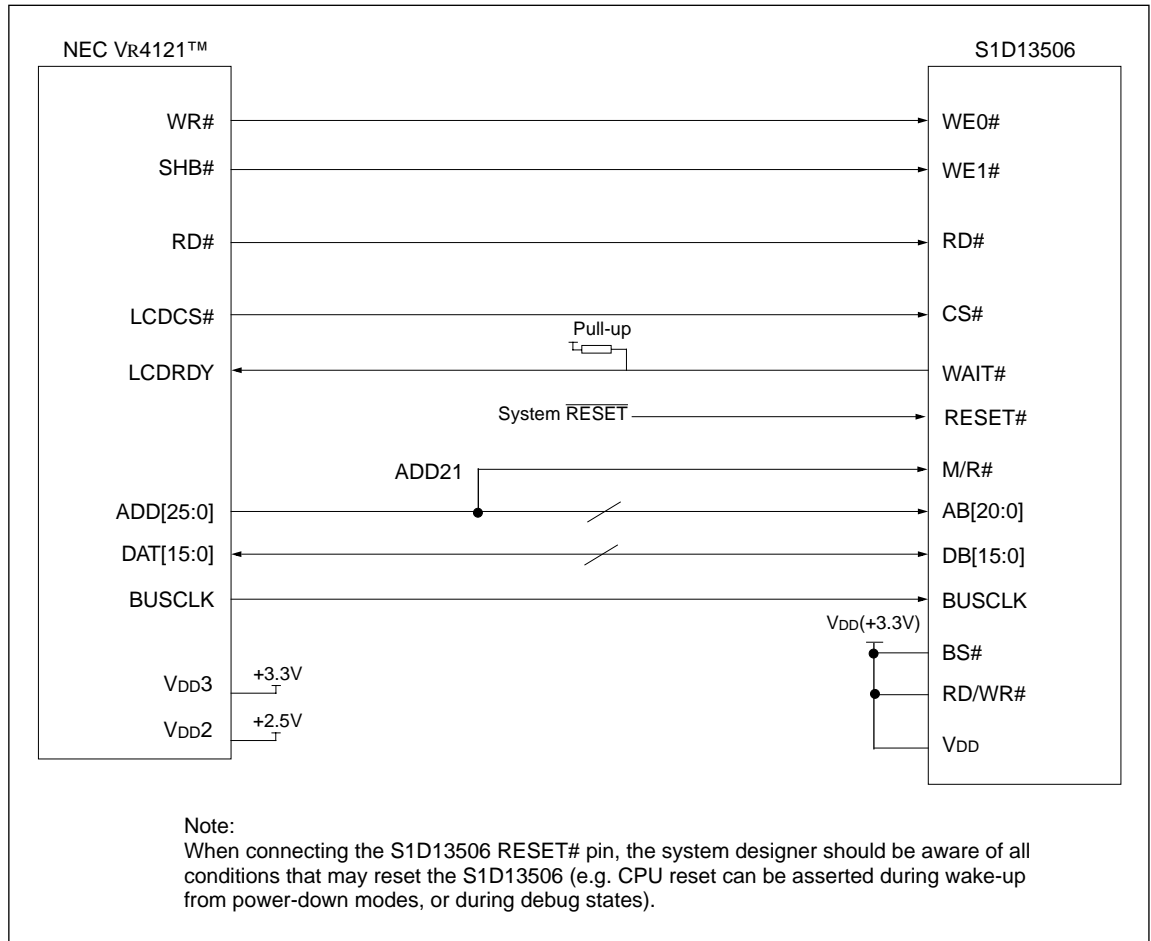 NEC VR4121™ S1D13506
WR# WE0#
SHB# WE1#
RD# RD#
LCDCS# CS#
Pull-up
LCDRDY WAIT#
System RESET RESET#
ADD21 M/R#
ADD[25:0] AB[20:0]
DAT[15:0] DB[15:0]
BUSCLK BUSCLK
VDD(+3.3V)
BS#
VDD3 +3.3V RD/WR#
VDD2 +2.5V
VDD
Note:
When connecting the S1D13506 RESET# pin, the system designer should be aware of all
conditions that may reset the S1D13506 (e.g. CPU reset can be asserted during wake-up
from power-down modes, or during debug states).